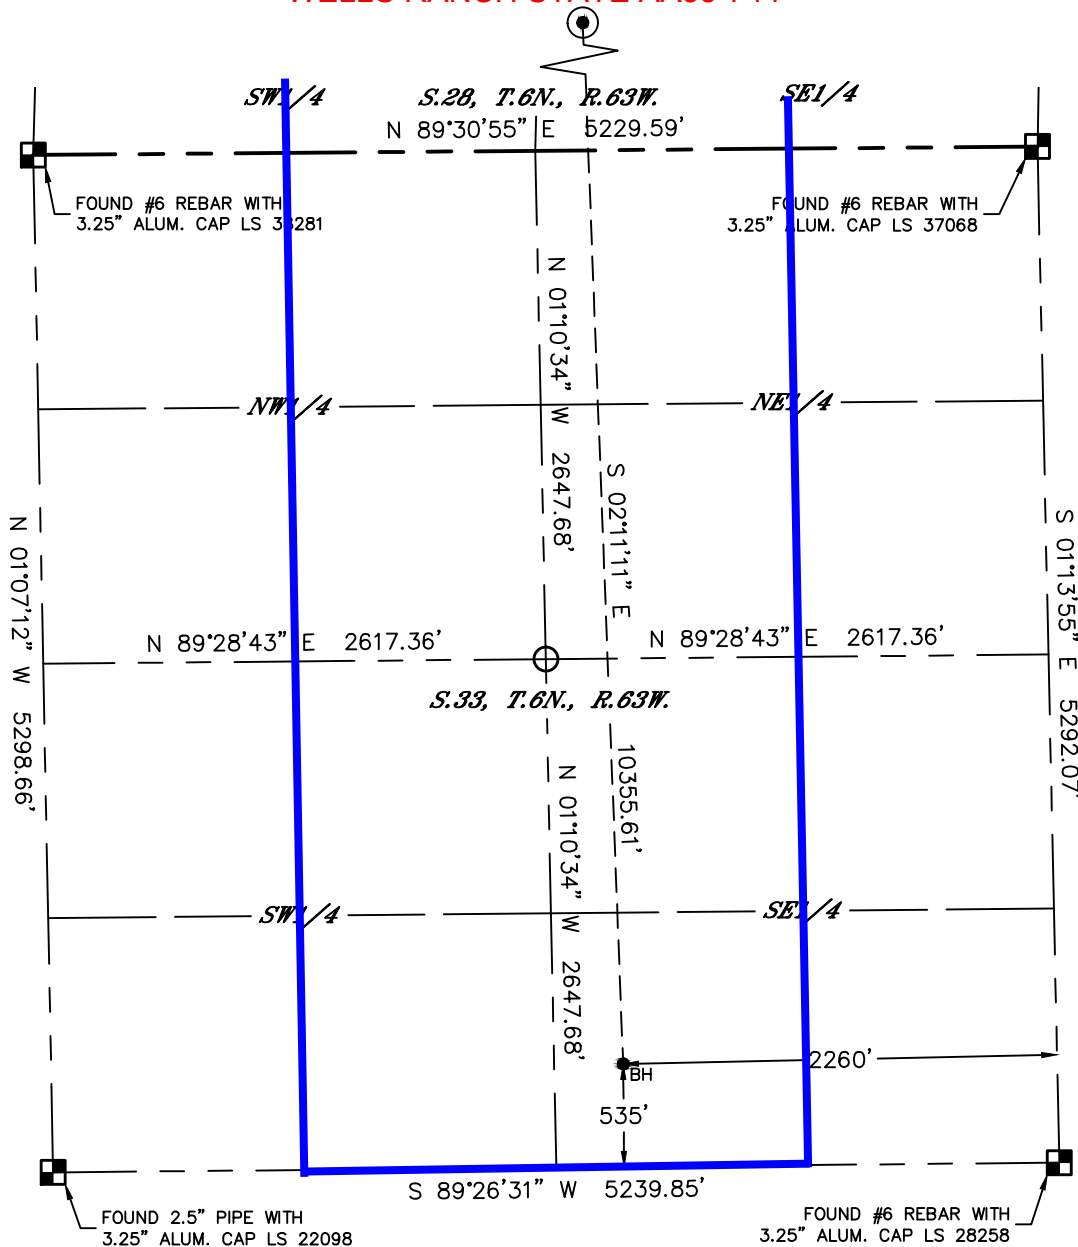 SW1/4
S.28, T.6N., R.63W.
SE1/4
N 89°30'55" E 5229.59'
FOUND #6 REBAR WITH
3.25" ALUM. CAP LS 38281
FOUND #6 REBAR WITH
3.25" ALUM. CAP LS 37068
N 01°10'34" W 2647.68'
NW1/4
NE1/4
S 02°11'11" E 10355.61'
N 01°07'12" W 5298.66'
S 01°13'55" E 5292.07'
N 89°28'43" E 2617.36'
N 89°28'43" E 2617.36'
S.33, T.6N., R.63W.
N 01°10'34" W 2647.68'
SW1/4
SE1/4
2260'
BH
535'
S 89°26'31" W 5239.85'
FOUND 2.5" PIPE WITH
3.25" ALUM. CAP LS 22098
FOUND #6 REBAR WITH
3.25" ALUM. CAP LS 28258